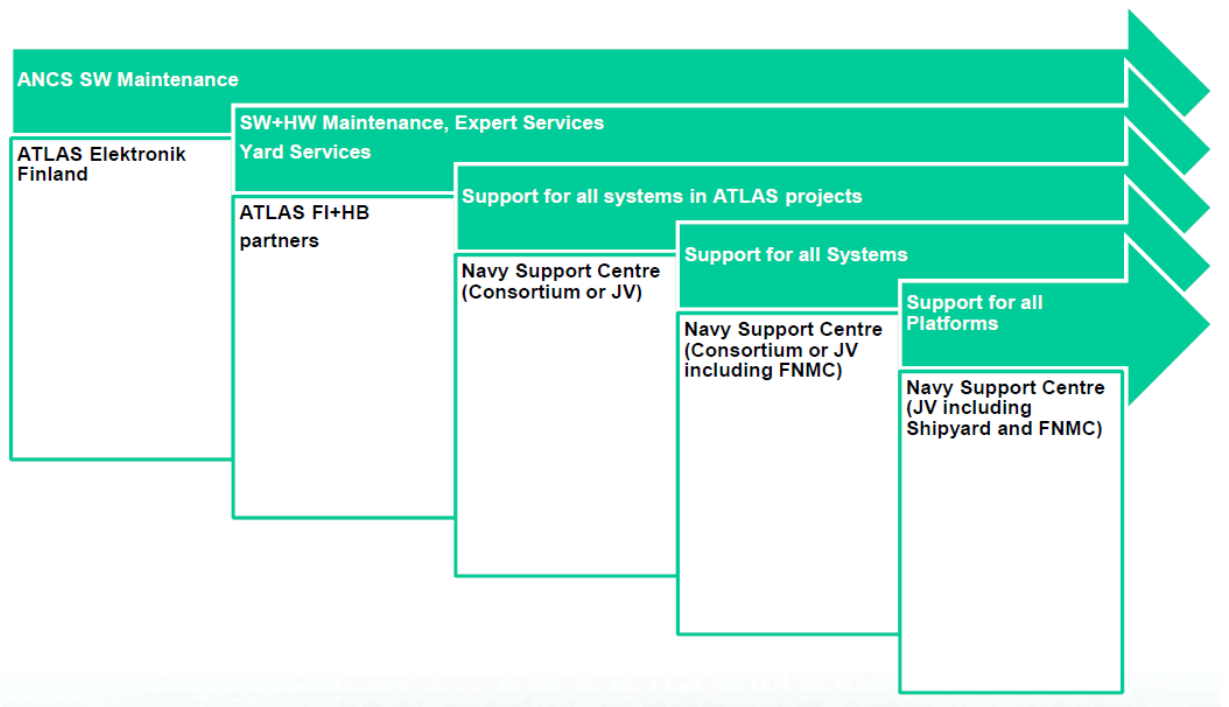 ANCS SW Maintenance
ATLAS Elektronik
Finland
SW+HW Maintenance, Expert Services
Yard Services
ATLAS FI+HB
partners
Support for all systems in ATLAS projects
Navy Support Centre
(Consortium or JV)
Support for all Systems
Navy Support Centre
(Consortium or JV
including FNMC)
Support for all
Platforms
Navy Support Centre
(JV including
Shipyard and FNMC)